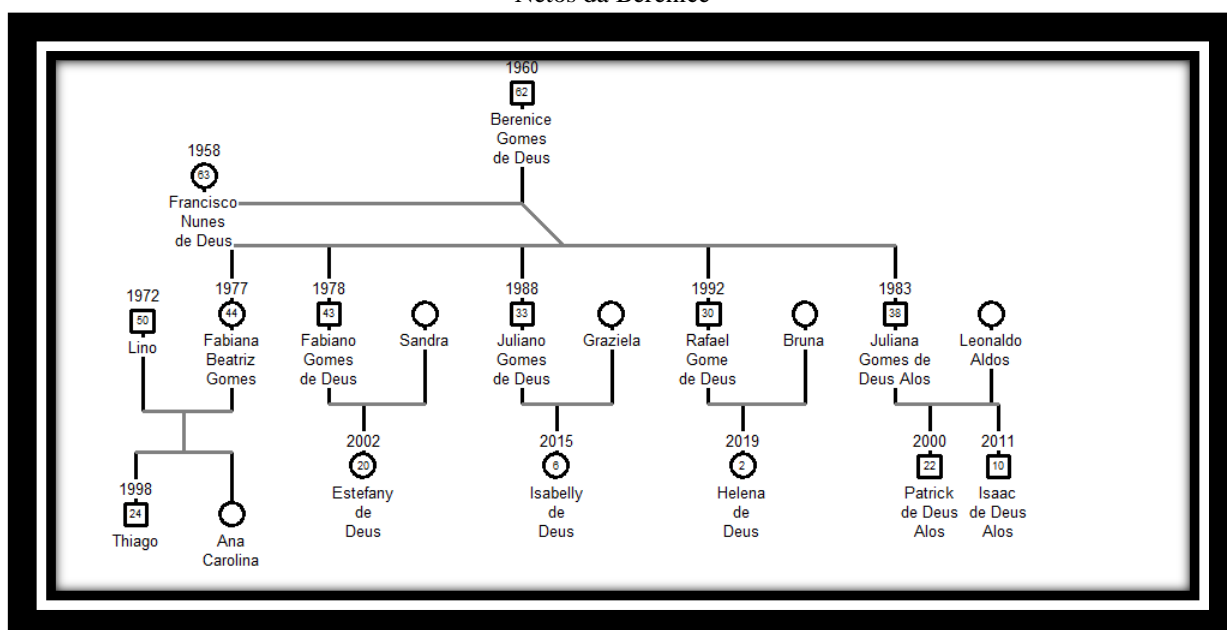 Netos da Berenice
1960
62
Berenice
Gomes
de Deus
1958
63
Francisco
Nunes
de Deus
1972
50
Lino
1977
44
Fabiana
Beatriz
Gomes
1978
43
Fabiano
Gomes
de Deus
Sandra
1988
33
Juliano
Gomes
de Deus
Graziela
1992
30
Rafael
Gome
de Deus
Bruna
1983
38
Juliana
Gomes de
Deus Alos
Leonaldo
Aldos
1998
24
Thiago
Ana
Carolina
2002
20
Estefany
de
Deus
2015
6
Isabelly
de
Deus
2019
2
Helena
de
Deus
2000
22
Patrick
de Deus
Alos
2011
10
Isaac
de Deus
Alos